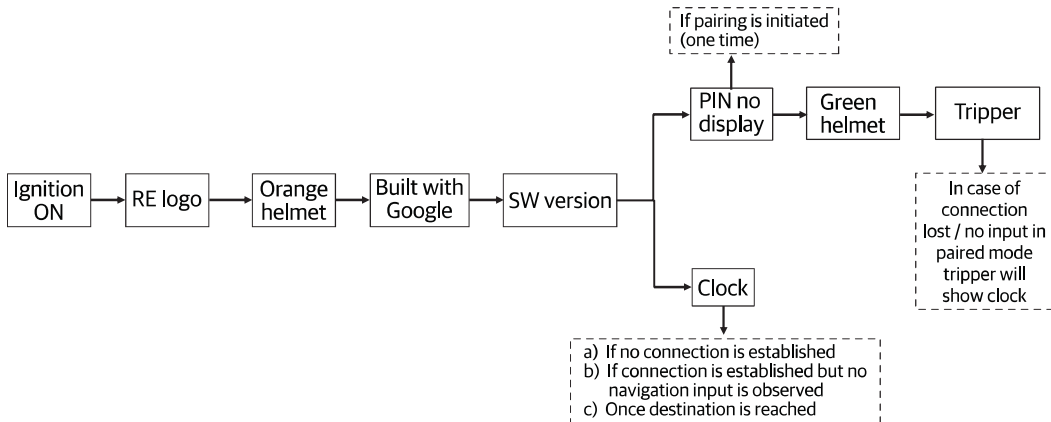 If pairing is initiated
(one time)
PIN no
display
Green
helmet
Tripper
Ignition
ON
RE logo
Orange
helmet
Built with
Google
SW version
In case of
connection
lost / no input in
paired mode
tripper will
show clock
Clock
a) If no connection is established
b) If connection is established but no
navigation input is observed
c) Once destination is reached